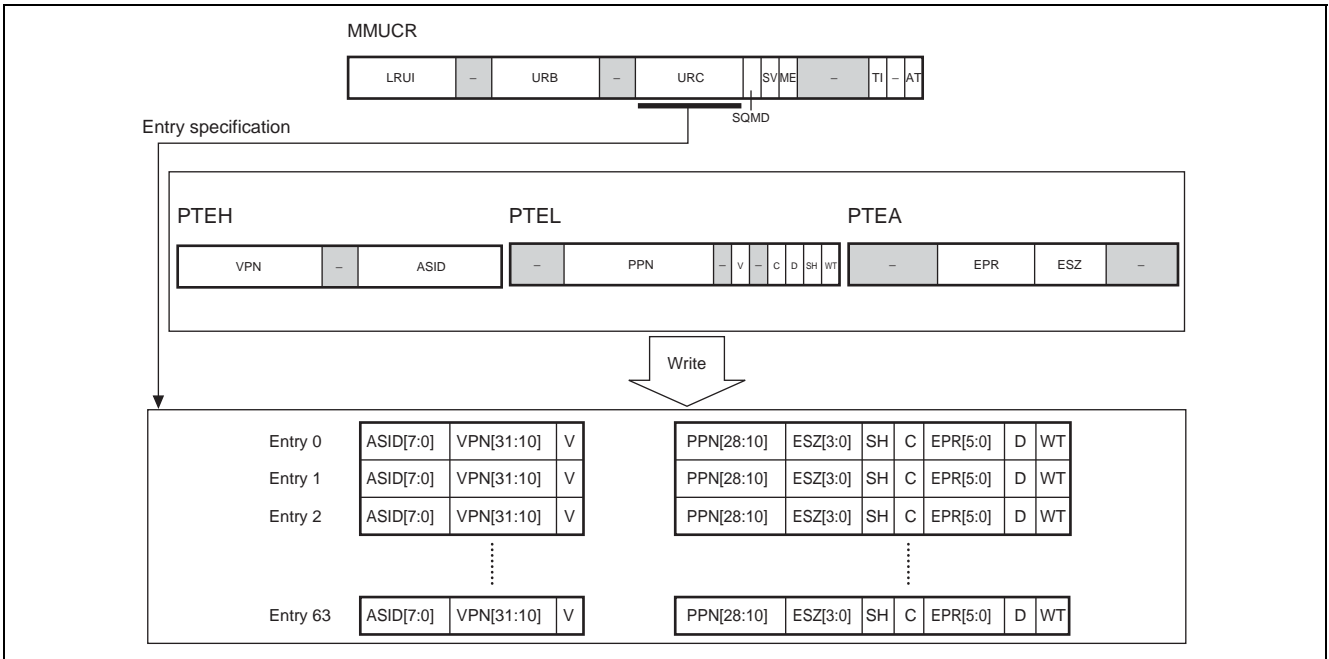 MMUCR
LRUI – URB – URC SV ME – TI – AT
SQMD
Entry specification
PTEH PTEL PTEA
VPN – ASID – PPN – V – C D SH WT – EPR ESZ –
Write
Entry 0 ASID[7:0] VPN[31:10] V PPN[28:10] ESZ[3:0] SH C EPR[5:0] D WT
Entry 1 ASID[7:0] VPN[31:10] V PPN[28:10] ESZ[3:0] SH C EPR[5:0] D WT
Entry 2 ASID[7:0] VPN[31:10] V PPN[28:10] ESZ[3:0] SH C EPR[5:0] D WT
Entry 63 ASID[7:0] VPN[31:10] V PPN[28:10] ESZ[3:0] SH C EPR[5:0] D WT